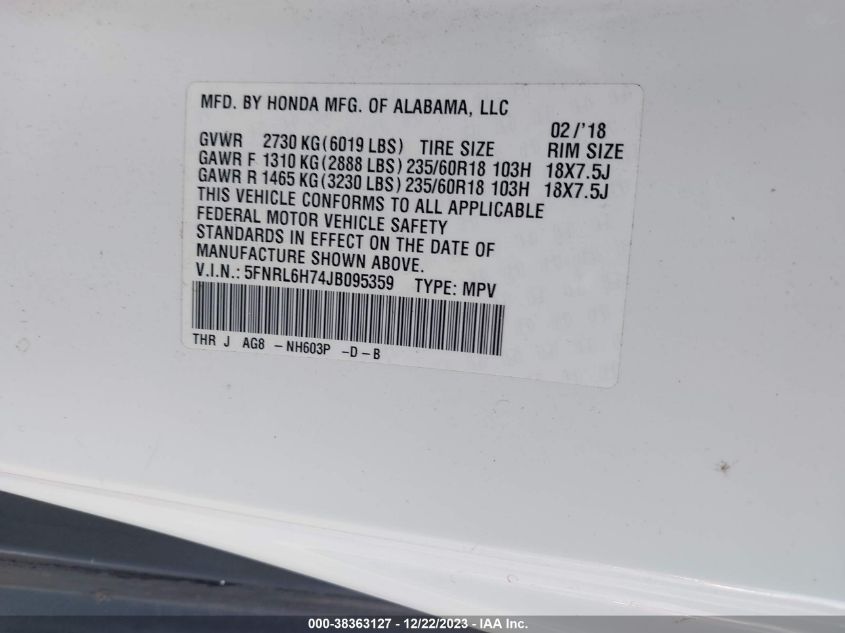 MFD. BY HONDA MFG. OF ALABAMA, LLC
02/'18
GVWR 2730 KG(6019 LBS) TIRE SIZE RIM SIZE
GAWR F 1310 KG(2888 LBS) 235/60R18 103H 18X7.5J
GAWR R 1465 KG(3230 LBS) 235/60R18 103H 18X7.5J
THIS VEHICLE CONFORMS TO ALL APPLICABLE
FEDERAL MOTOR VEHICLE SAFETY
STANDARDS IN EFFECT ON THE DATE OF
MANUFACTURE SHOWN ABOVE.
V.I.N.: 5FNRL6H74JB095359 TYPE: MPV
THR J AG8 -NH603P -D-B
000-38363127 - 12/22/2023 - IAA Inc.